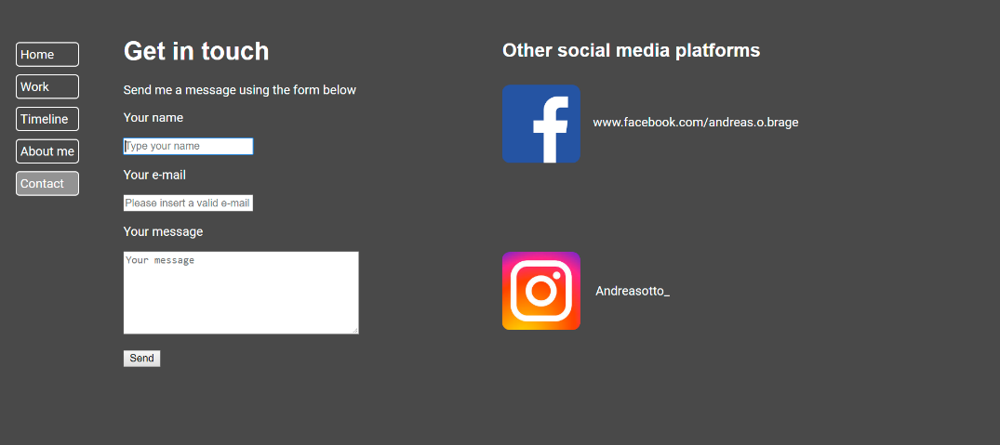 Home
Work
Timeline
About me
Contact
Get in touch
Send me a message using the form below
Your name
Type your name
Your e-mail
Please insert a valid e-mail
Your message
Your message
Send
Other social media platforms
www.facebook.com/andreas.o.brage
Andreasotto_